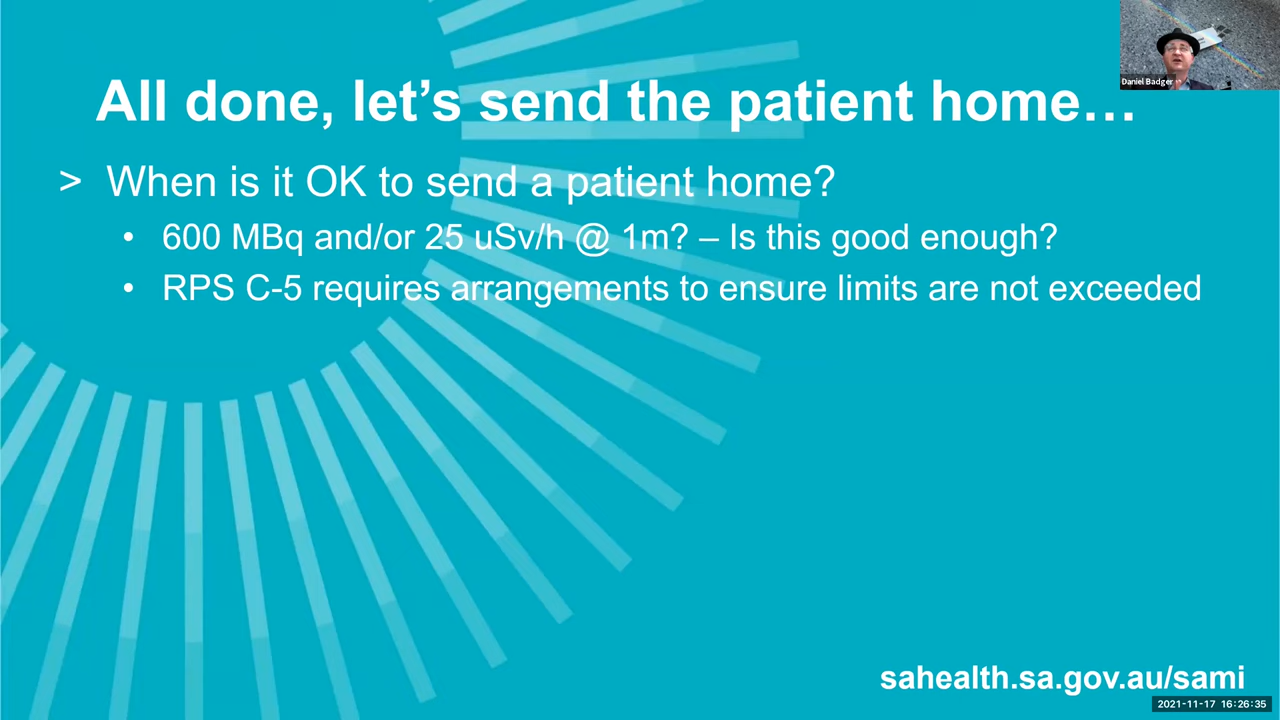 Daniel Badger
All done, let's send the patient home…
> When is it OK to send a patient home?
• 600 MBq and/or 25 uSv/h @ 1m? – Is this good enough?
• RPS C-5 requires arrangements to ensure limits are not exceeded
sahealth.sa.gov.au/sami
2021-11-17 16:26:35